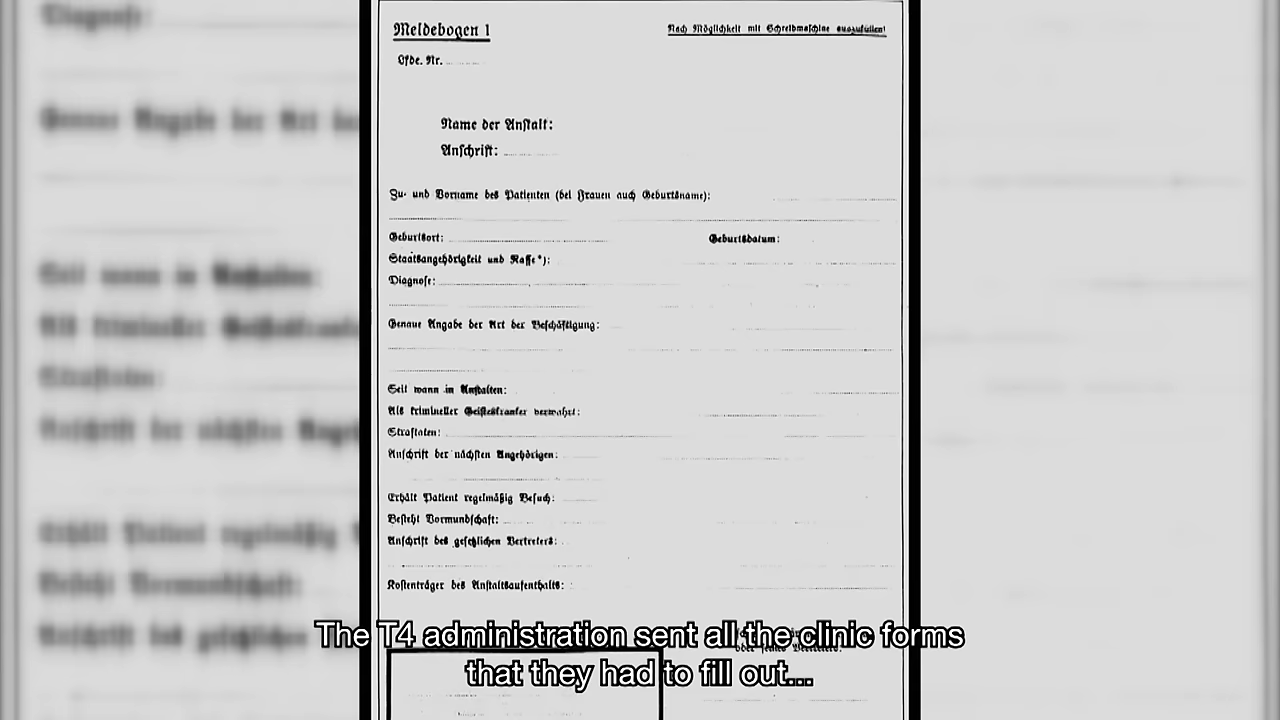 Meldebogen 1
Nach Möglichkeit mit Schreibmaschine auszufüllen!
Lfde. Nr.
Name der Anstalt:
Anschrift:
Zu- und Vorname des Patienten (bei Frauen auch Geburtsname):
Geburtsort:
Geburtsdatum:
Staatsangehörigkeit und Rasse*):
Diagnose:
Genaue Angabe der Art der Beschäftigung:
Seit wann in Anstalten:
Als krimineller Geisteskranker verwahrt:
Straftaten:
Anschrift der nächsten Angehörigen:
Erhält Patient regelmäßig Besuch:
Besteht Vormundschaft:
Anschrift des gesetzlichen Vertreters:
Kostenträger des Anstaltsaufenthalts:
The T4 administration sent all the clinic forms
oder seines Vertreters:
that they had to fill out...